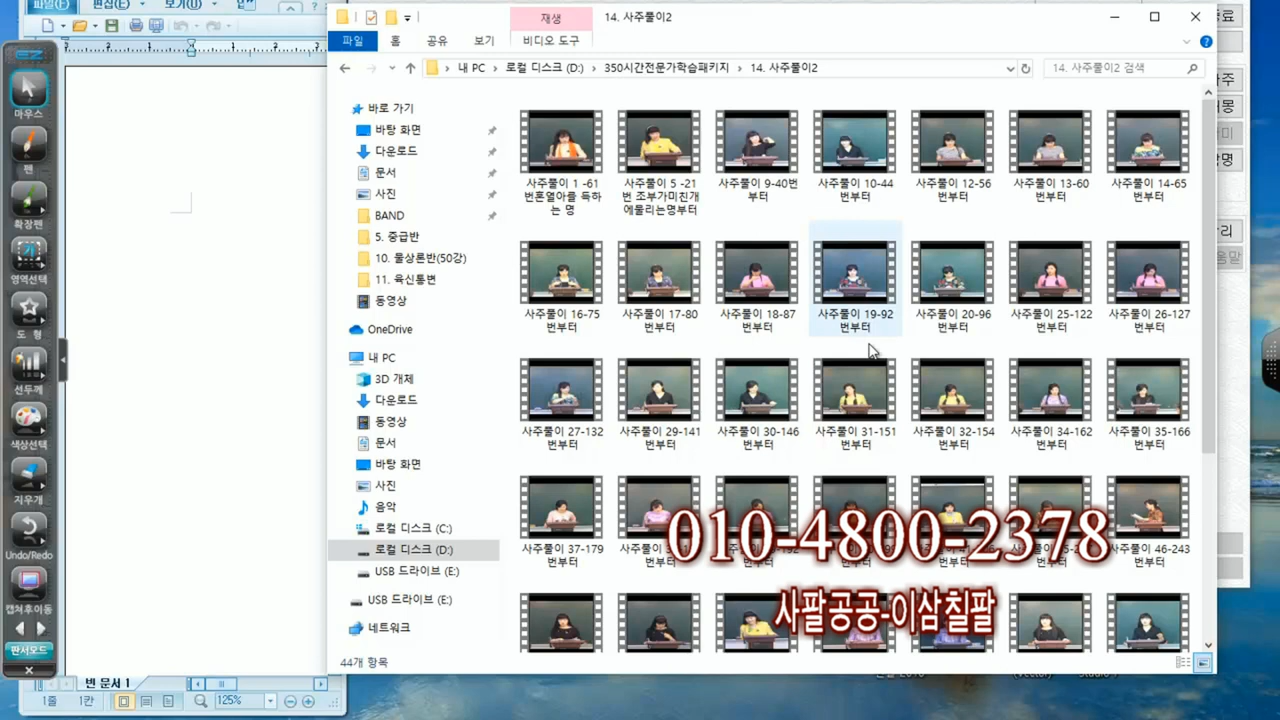 파일(F)
편집(E)
보기(U)
재생
14. 사주풀이2
파일
홈
공유
보기
비디오 도구
내 PC
로컬 디스크 (D:)
350시간전문가학습패키지
14. 사주풀이2
14. 사주풀이2 검색
마우스
펜
확장펜
영역선택
도 형
선두께
색상선택
지우개
Undo/Redo
캡쳐후이동
판서모드
바로 가기
바탕 화면
다운로드
문서
사진
BAND
5. 중급반
10. 물상론반(50강)
11. 육신통변
동영상
OneDrive
내 PC
3D 개체
다운로드
동영상
문서
바탕 화면
사진
음악
로컬 디스크 (C:)
로컬 디스크 (D:)
USB 드라이브 (E:)
USB 드라이브 (E:)
네트워크
사주풀이 1 -61
번혼열아를 독하
는 명
사주풀이 5 -21
번 조부가미진개
에물리는명부터
사주풀이 9-40번
부터
사주풀이 10-44
번부터
사주풀이 12-56
번부터
사주풀이 13-60
번부터
사주풀이 14-65
번부터
사주풀이 16-75
번부터
사주풀이 17-80
번부터
사주풀이 18-87
번부터
사주풀이 19-92
번부터
사주풀이 20-96
번부터
사주풀이 25-122
번부터
사주풀이 26-127
번부터
사주풀이 27-132
번부터
사주풀이 29-141
번부터
사주풀이 30-146
번부터
사주풀이 31-151
번부터
사주풀이 32-154
번부터
사주풀이 34-162
번부터
사주풀이 35-166
번부터
사주풀이 37-179
번부터
46-243
번부터
010-4800-2378
사팔공공-이삼칠팔
44개 항목
빈 문서 1
1줄
1칸
125%